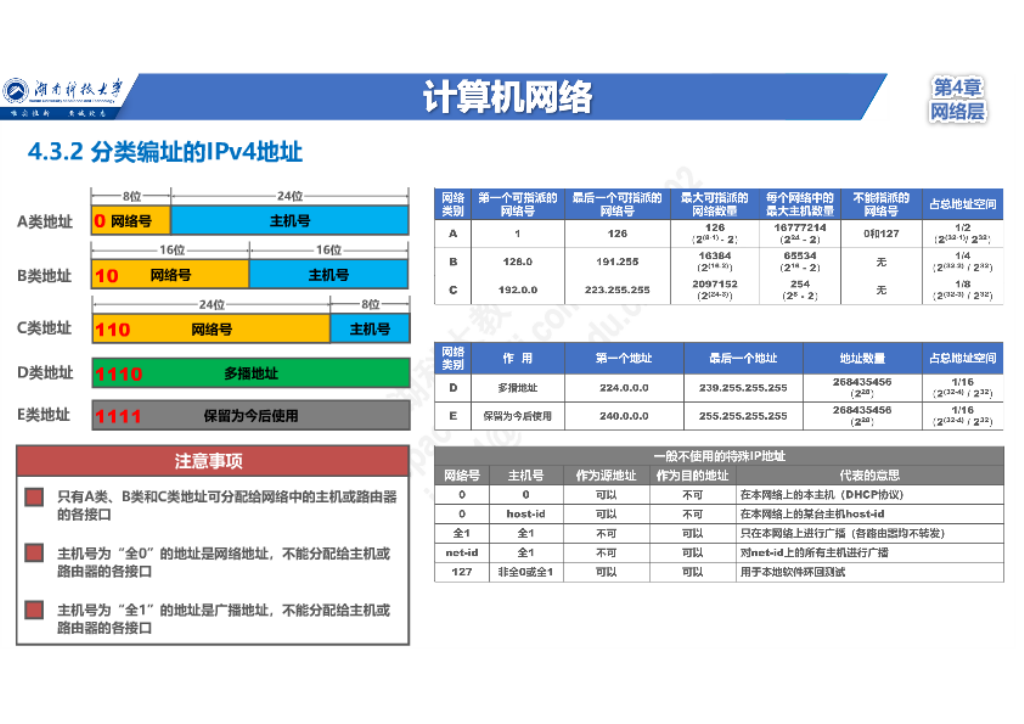 湖南科技大学
计算机网络
第4章
网络层
4.3.2 分类编址的IPv4地址
8位 24位
A类地址 0 网络号 主机号
16位 16位
B类地址 10 网络号 主机号
24位 8位
C类地址 110 网络号 主机号
D类地址 1110 多播地址
E类地址 1111 保留为今后使用
注意事项
只有A类、B类和C类地址可分配给网络中的主机或路由器
的各接口
主机号为“全0”的地址是网络地址，不能分配给主机或
路由器的各接口
主机号为“全1”的地址是广播地址，不能分配给主机或
路由器的各接口
网络 第一个可指派的 最后一个可指派的 最大可指派的 每个网络中的 不能指派的 占总地址空间
类别 网络号 网络号 网络数量 最大主机数量 网络号
A 1 126 126 16777214 0和127 1/2
(2^(8-1) - 2) (2^24 - 2) (2^(32-1)/ 2^32)
B 128.0 191.255 16384 65534 无 1/4
(2^(16-2)) (2^16 - 2) (2^(32-2) / 2^32)
C 192.0.0 223.255.255 2097152 254 无 1/8
(2^(24-3)) (2^8 - 2) (2^(32-3) / 2^32)
网络 作 用 第一个地址 最后一个地址 地址数量 占总地址空间
类别
D 多播地址 224.0.0.0 239.255.255.255 268435456 1/16
(2^28) (2^(32-4) / 2^32)
E 保留为今后使用 240.0.0.0 255.255.255.255 268435456 1/16
(2^28) (2^(32-4) / 2^32)
一般不使用的特殊IP地址
网络号 主机号 作为源地址 作为目的地址 代表的意思
0 0 可以 不可 在本网络上的本主机（DHCP协议）
0 host-id 可以 不可 在本网络上的某台主机host-id
全1 全1 不可 可以 只在本网络上进行广播（各路由器均不转发）
net-id 全1 不可 可以 对net-id上的所有主机进行广播
127 非全0或全1 可以 可以 用于本地软件环回测试